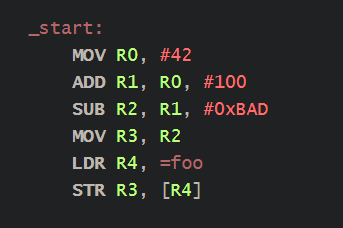 _start:
MOV R0, #42
ADD R1, R0, #100
SUB R2, R1, #0xBAD
MOV R3, R2
LDR R4, =foo
STR R3, [R4]